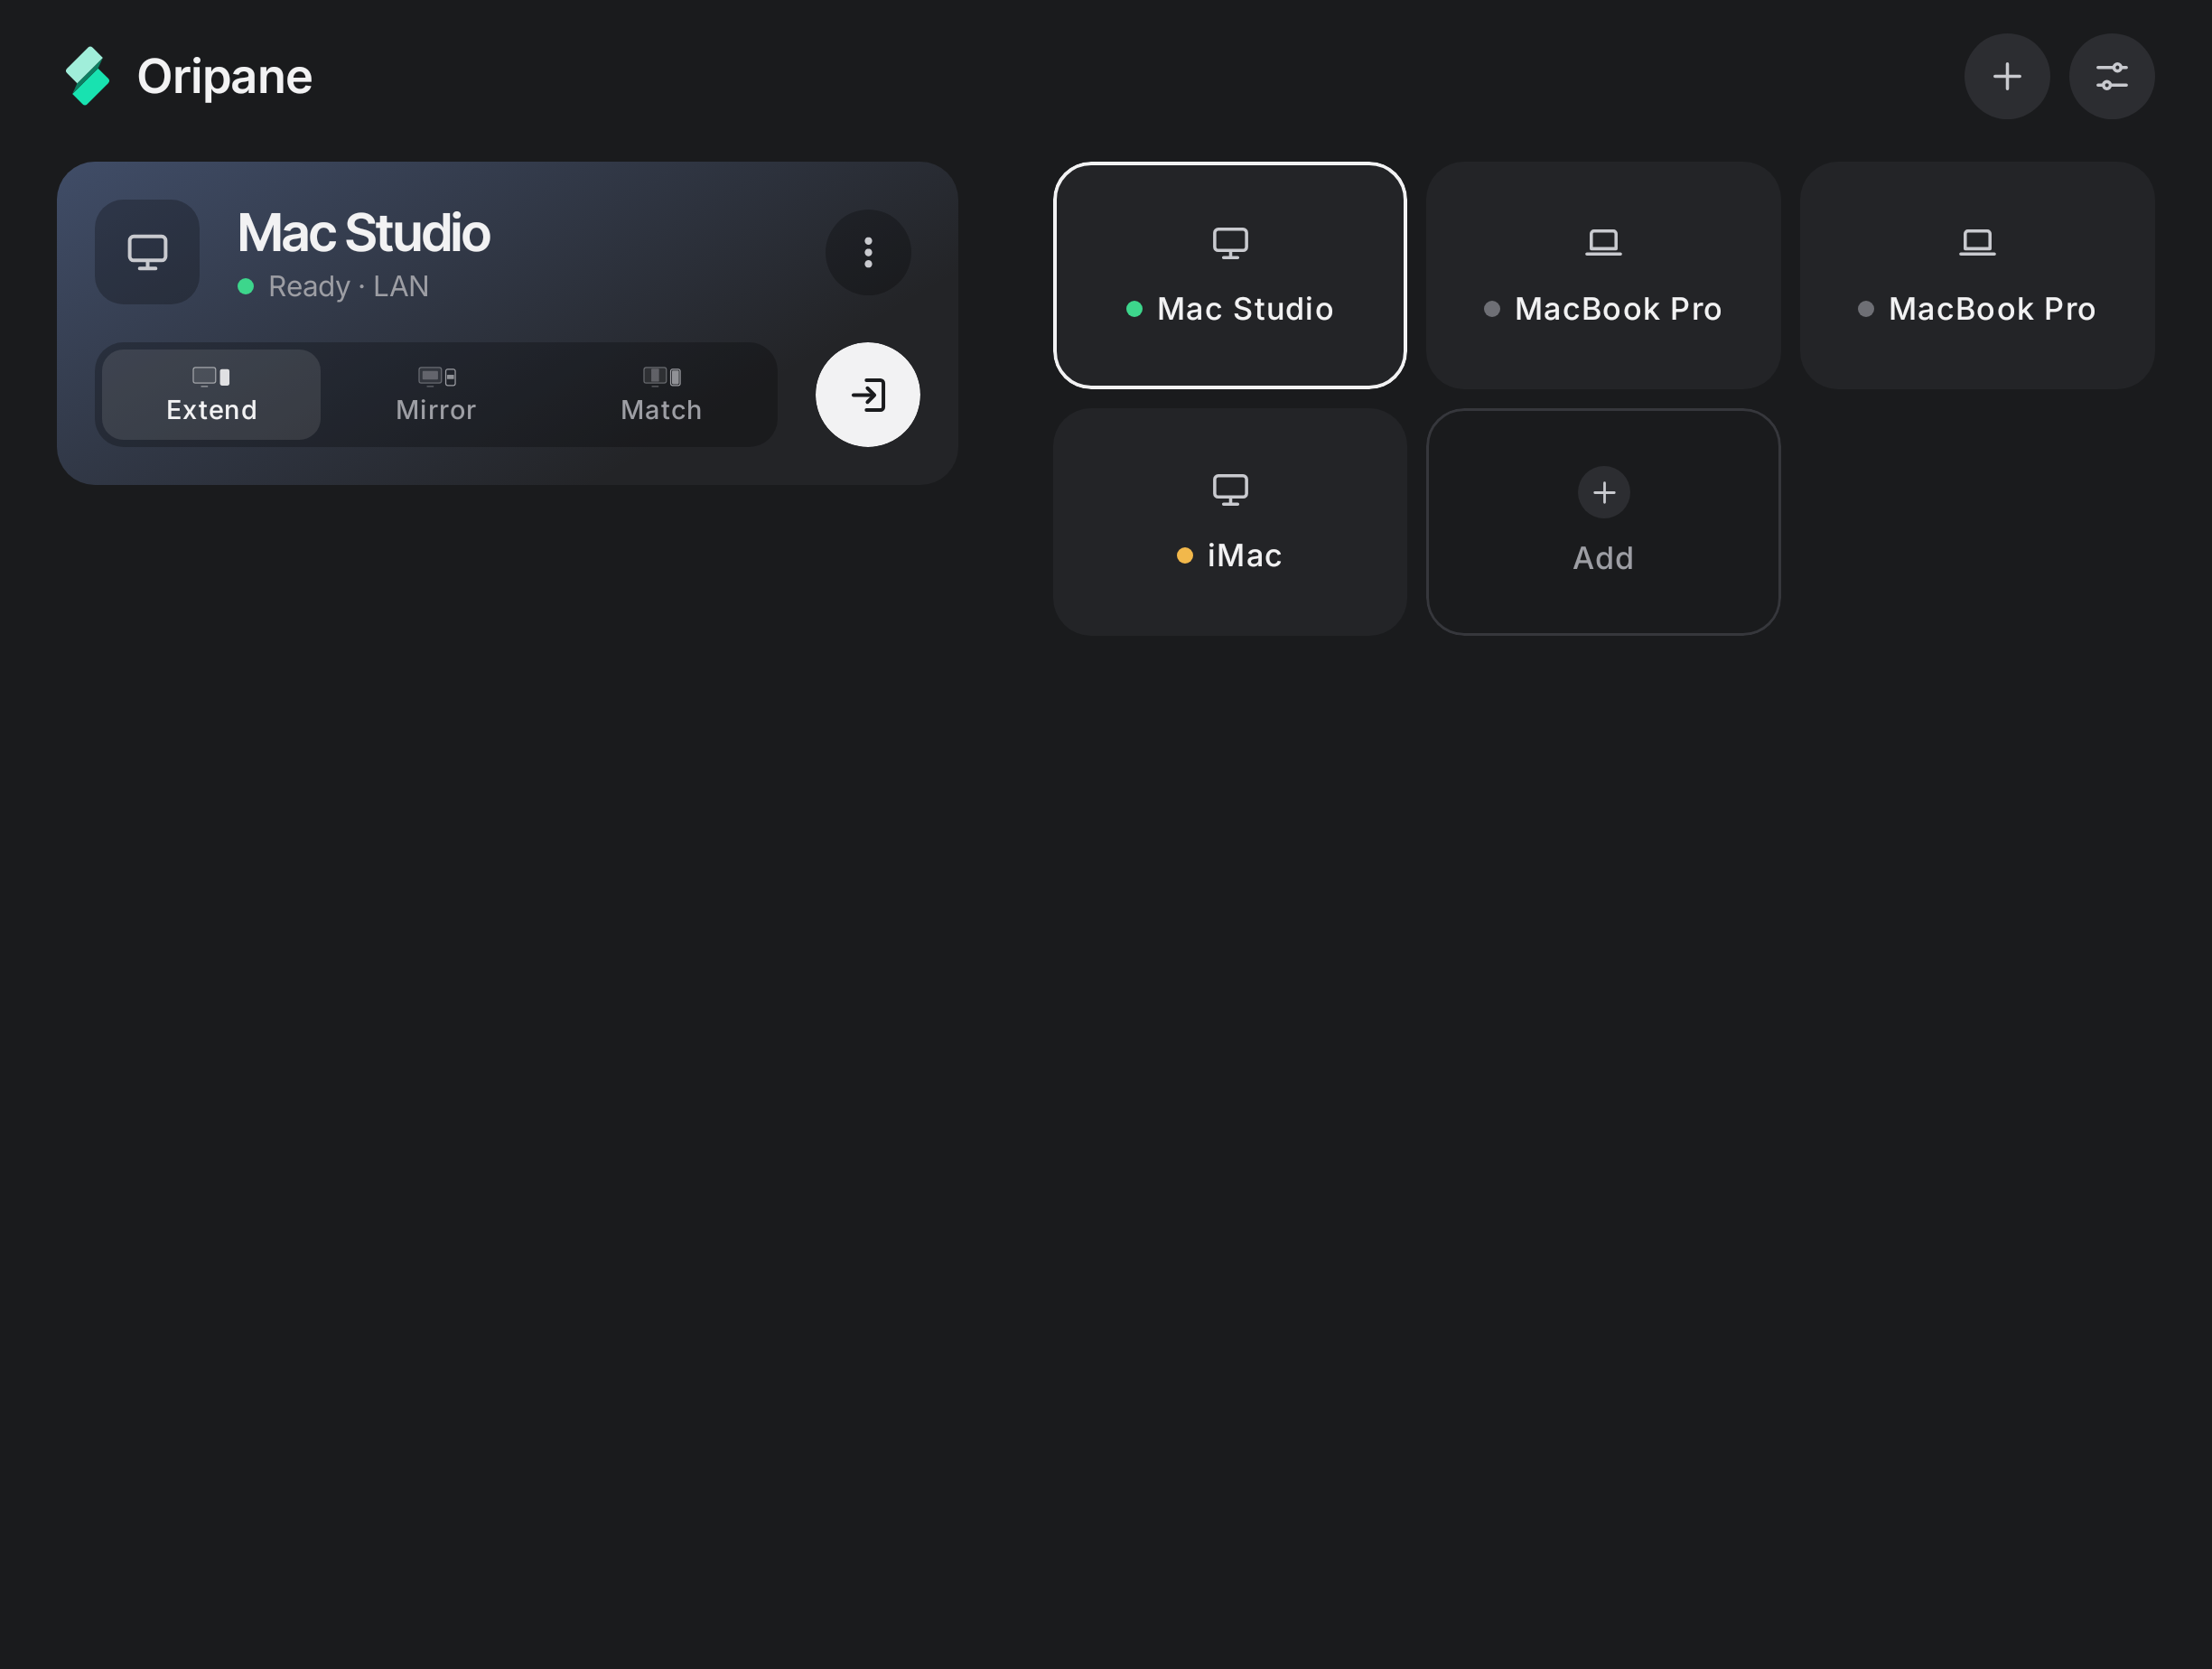 Oripane
Mac Studio
Ready · LAN
Extend
Mirror
Match
Mac Studio
MacBook Pro
MacBook Pro
iMac
Add